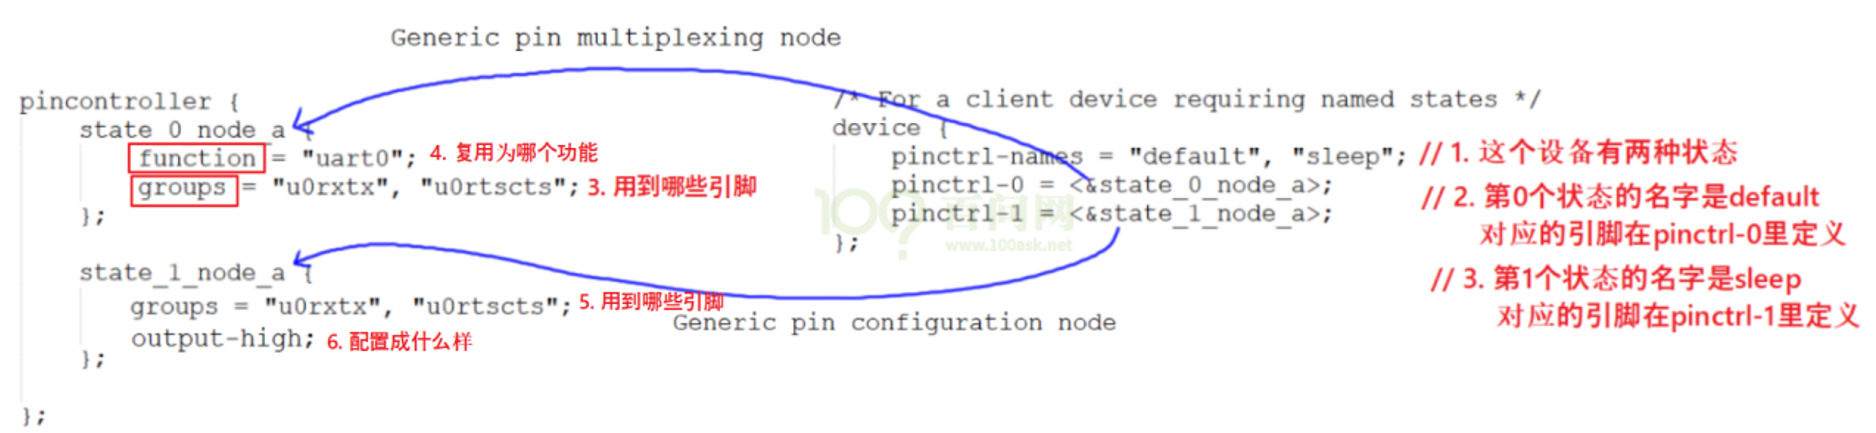 Generic pin multiplexing node
pincontroller {
state_0_node_a {
function = "uart0"; 4. 复用为哪个功能
groups = "u0rxtx", "u0rtscts"; 3. 用到哪些引脚
};
state_1_node_a {
groups = "u0rxtx", "u0rtscts"; 5. 用到哪些引脚
output-high; 6. 配置成什么样
};
};
Generic pin configuration node
/* For a client device requiring named states */
device {
pinctrl-names = "default", "sleep"; // 1. 这个设备有两种状态
pinctrl-0 = <&state_0_node_a>; // 2. 第0个状态的名字是default
pinctrl-1 = <&state_1_node_a>; 对应的引脚在pinctrl-0里定义
};
// 3. 第1个状态的名字是sleep
对应的引脚在pinctrl-1里定义
100?
百问网
www.100ask.net